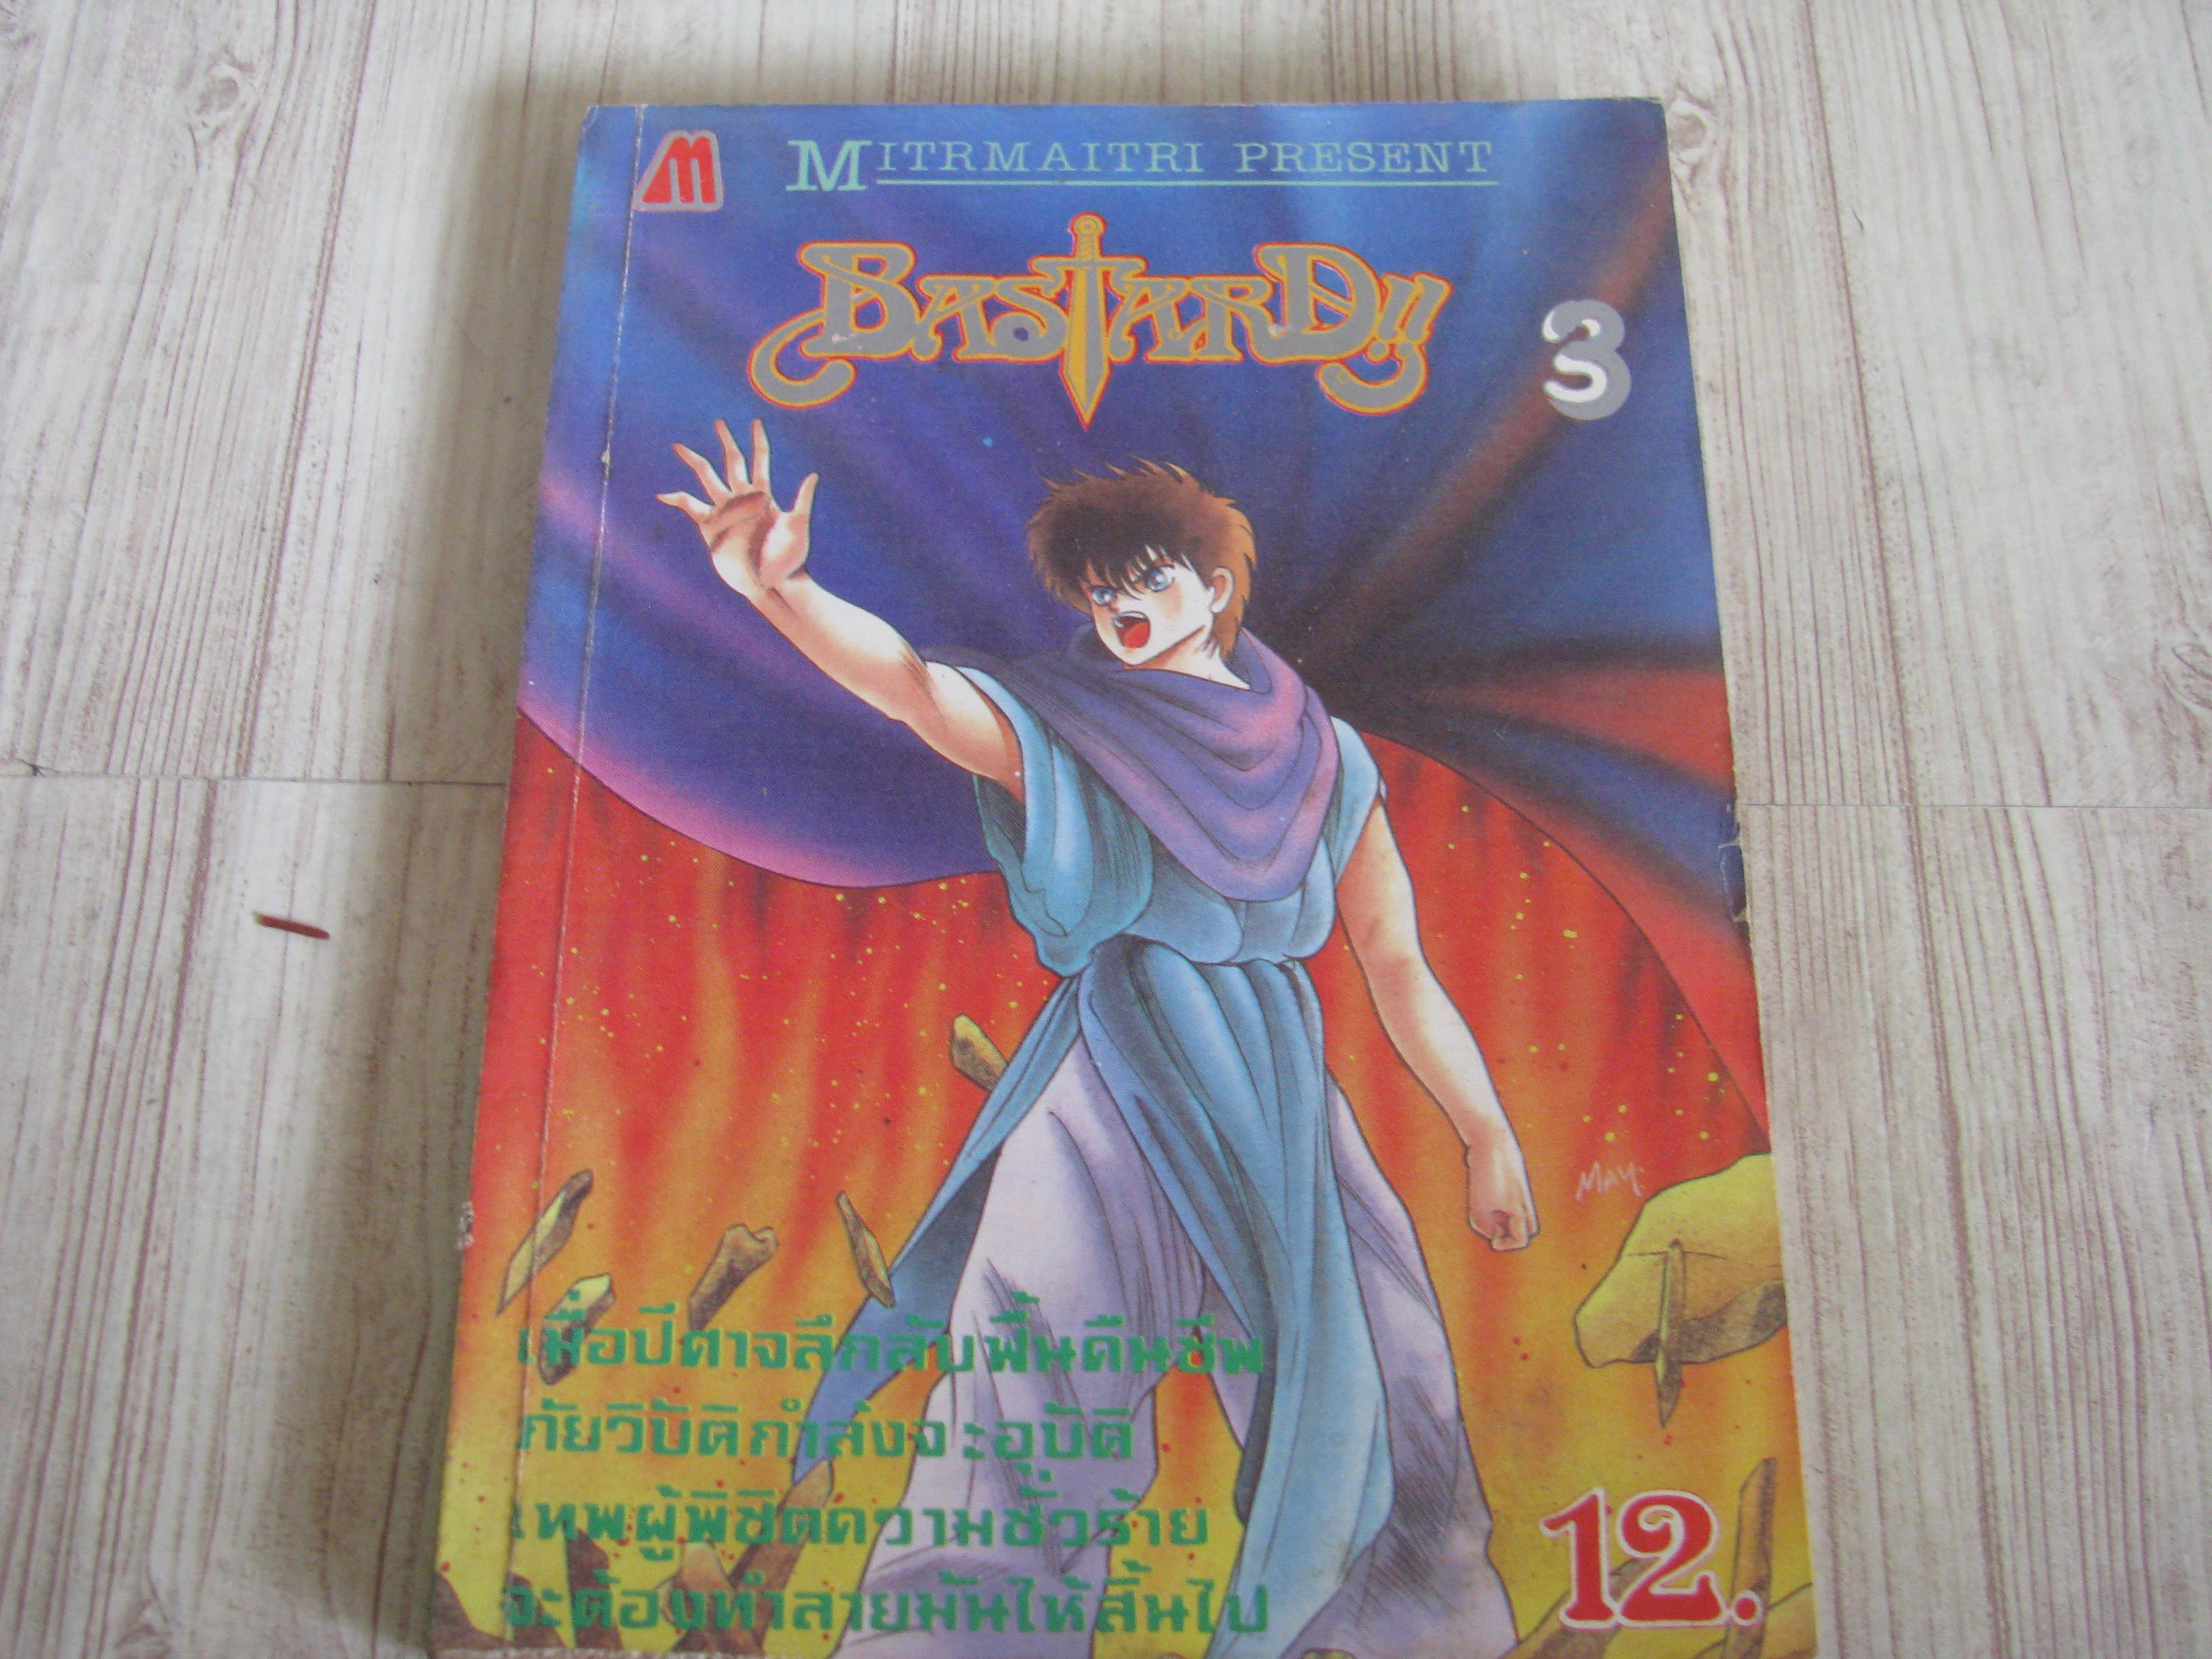 M
MITRMAITRI PRESENT
BASTARD!!
3
May.
เมื่อปีศาจลึกลับฟื้นคืนชีพ
ภัยวิบัติกำลังจะอุบัติ
เทพผู้พิชิตความชั่วร้าย
จะต้องทำลายมันให้สิ้นไป
12.